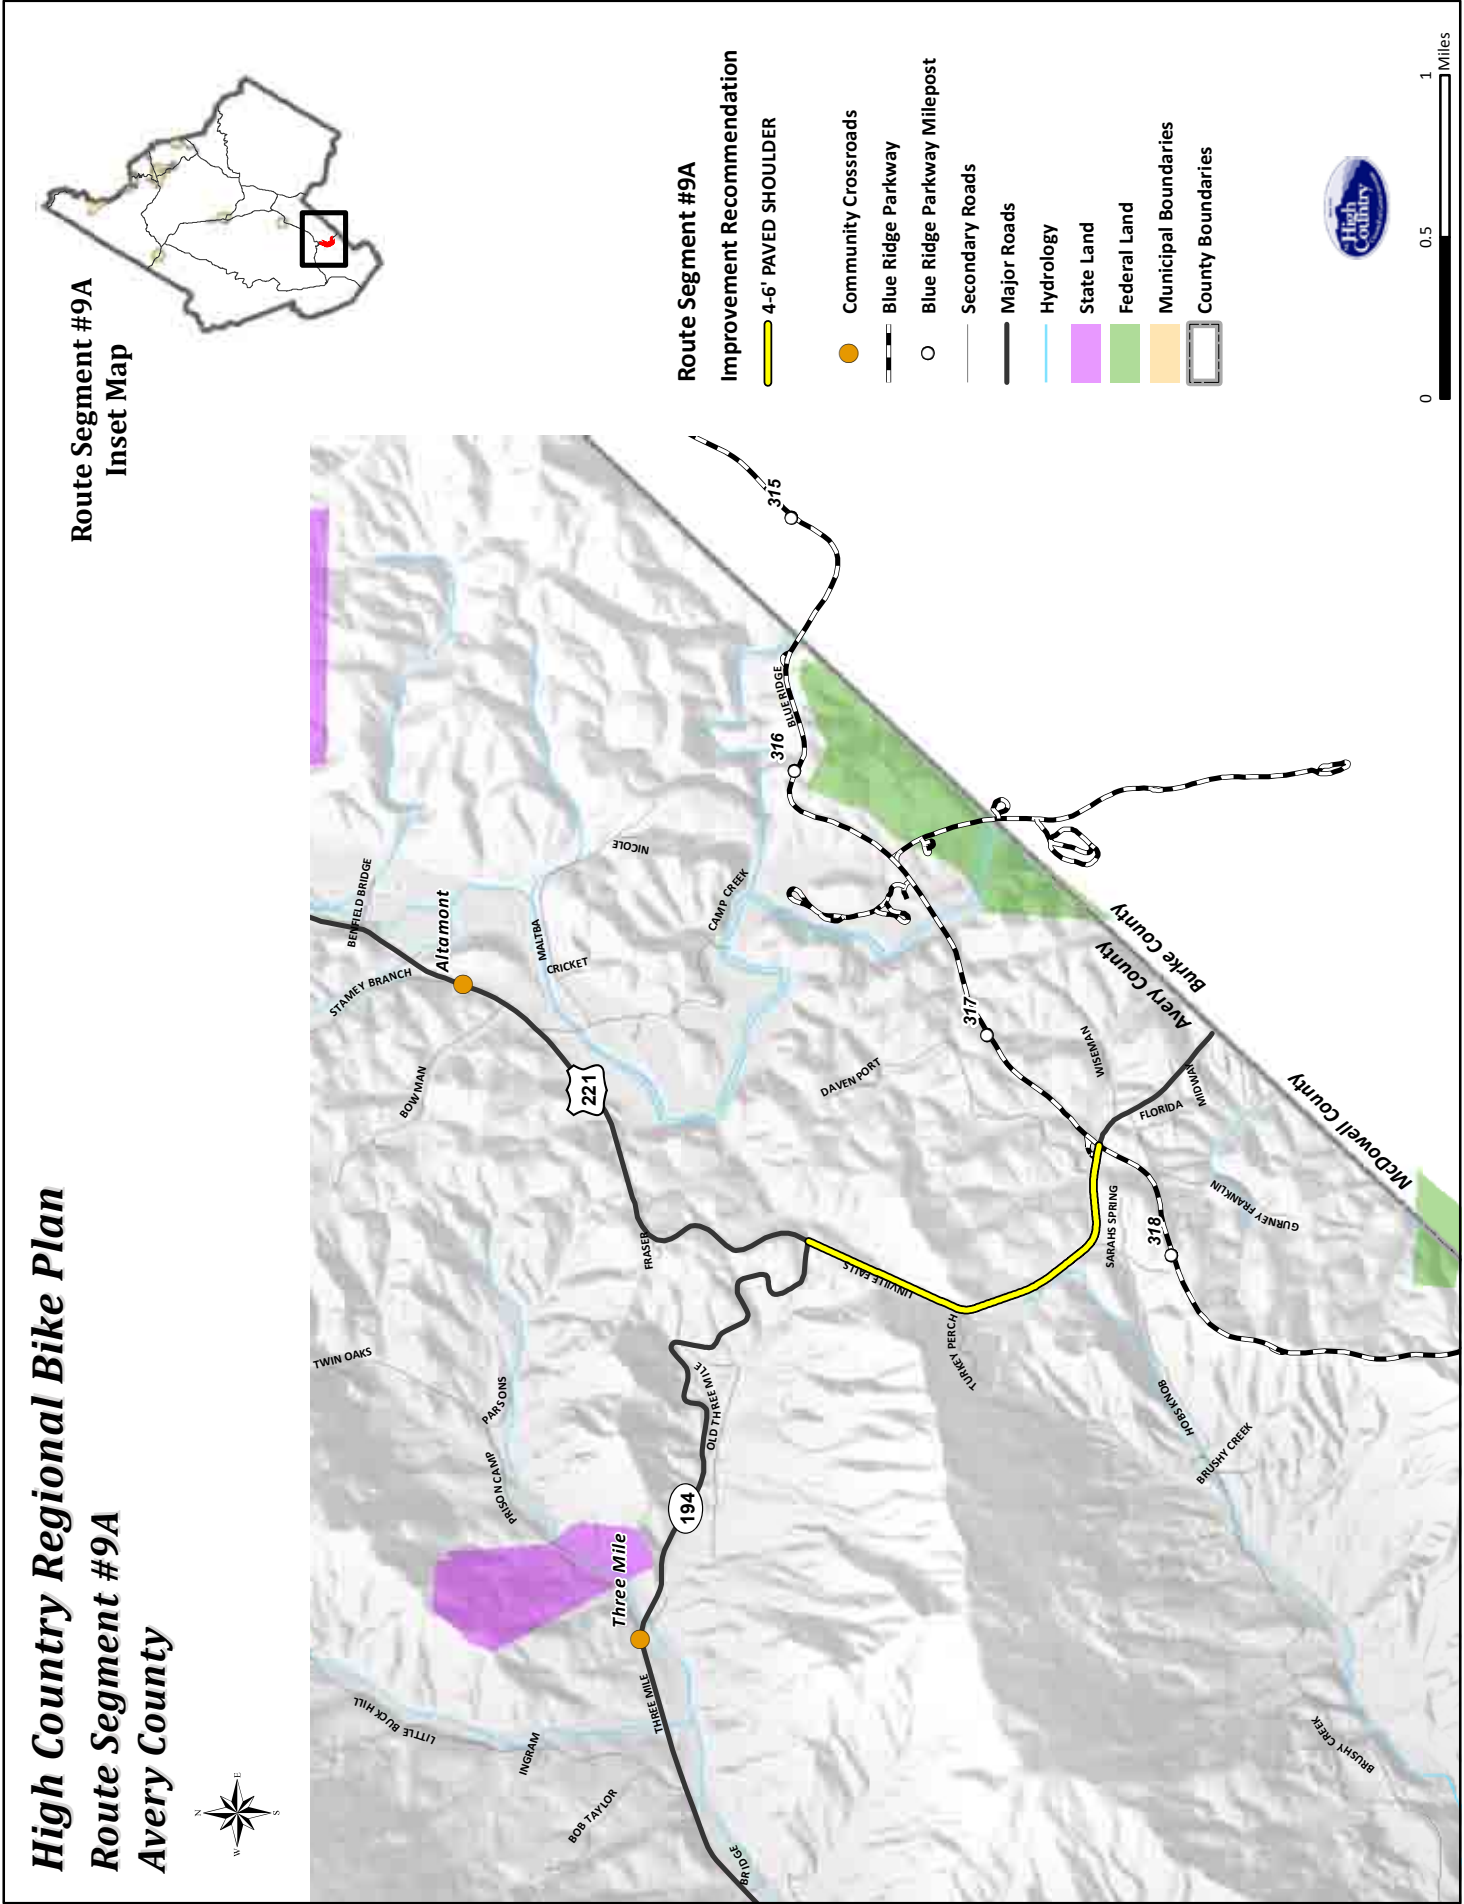 High Country Regional Bike Plan
Route Segment #9A
Avery County
N
W
E
S
Route Segment #9A
Inset Map
TWIN OAKS
LITTLE BUCK HILL
INGRAM
BOB TAYLOR
BRIDGE
THREE MILE
Three Mile
PRISON CAMP
PARSONS
194
OLD THREE MILE
FRASER
221
BOWMAN
STAMEY BRANCH
BENFIELD BRIDGE
Altamont
MALTBA
CRICKET
NICOLE
CAMP CREEK
DAVENPORT
LINVILLE FALLS
TURKEY PERCH
SARAHS SPRING
HOBS KNOB
BRUSHY CREEK
BRUSHY CREEK
GURNEY FRANKLIN
FLORIDA
MIDWAY
WISEMAN
BLUE RIDGE
315
316
317
318
Avery County
Burke County
McDowell County
Route Segment #9A
Improvement Recommendation
4-6' PAVED SHOULDER
Community Crossroads
Blue Ridge Parkway
Blue Ridge Parkway Milepost
Secondary Roads
Major Roads
Hydrology
State Land
Federal Land
Municipal Boundaries
County Boundaries
High
Country
0
0.5
1
Miles